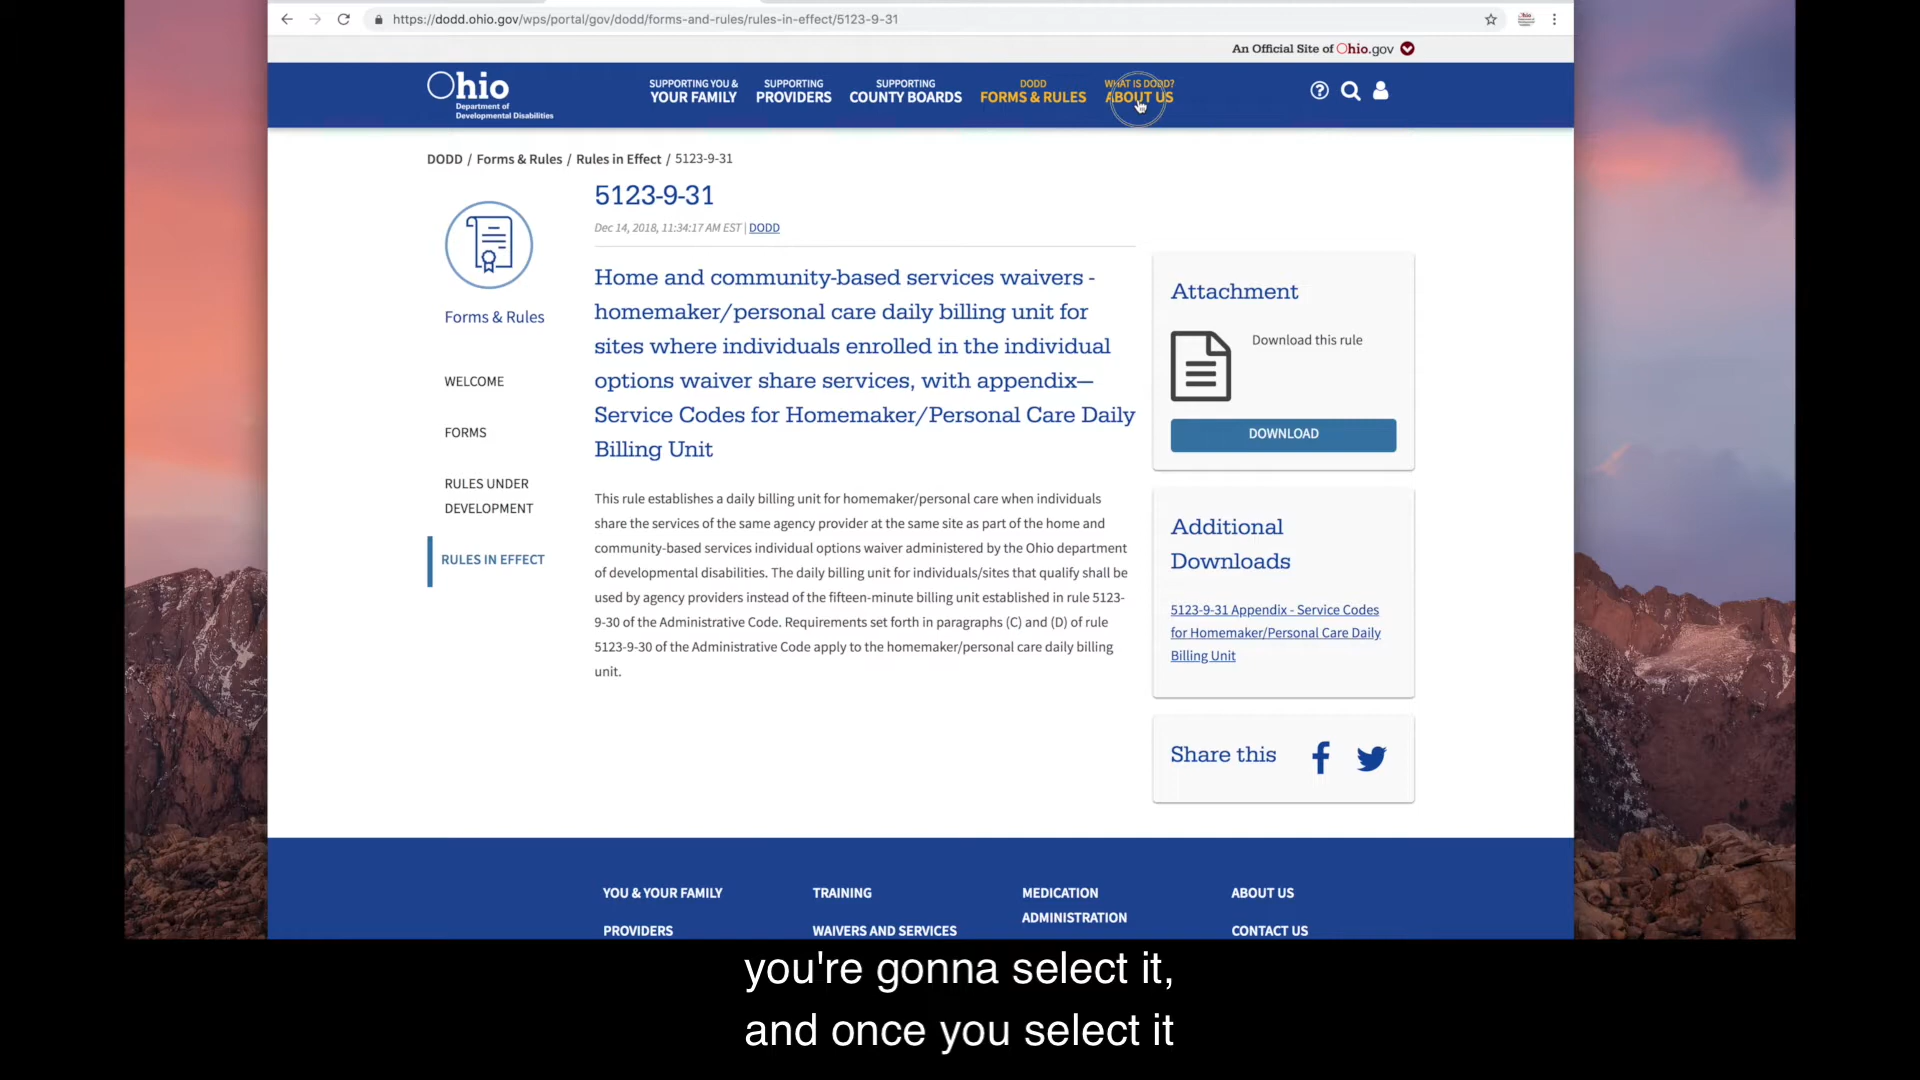 https://dodd.ohio.gov/wps/portal/gov/dodd/forms-and-rules/rules-in-effect/5123-9-31
An Official Site of Ohio.gov
Ohio
Department of
Developmental Disabilities
SUPPORTING YOU &
YOUR FAMILY
SUPPORTING
PROVIDERS
SUPPORTING
COUNTY BOARDS
DODD
FORMS & RULES
WHAT IS DODD?
ABOUT US
DODD / Forms & Rules / Rules in Effect / 5123-9-31
Forms & Rules
WELCOME
FORMS
RULES UNDER
DEVELOPMENT
RULES IN EFFECT
5123-9-31
Dec 14, 2018, 11:34:17 AM EST | DODD
Home and community-based services waivers -
homemaker/personal care daily billing unit for
sites where individuals enrolled in the individual
options waiver share services, with appendix—
Service Codes for Homemaker/Personal Care Daily
Billing Unit
This rule establishes a daily billing unit for homemaker/personal care when individuals
share the services of the same agency provider at the same site as part of the home and
community-based services individual options waiver administered by the Ohio department
of developmental disabilities. The daily billing unit for individuals/sites that qualify shall be
used by agency providers instead of the fifteen-minute billing unit established in rule 5123-
9-30 of the Administrative Code. Requirements set forth in paragraphs (C) and (D) of rule
5123-9-30 of the Administrative Code apply to the homemaker/personal care daily billing
unit.
Attachment
Download this rule
DOWNLOAD
Additional
Downloads
5123-9-31 Appendix - Service Codes
for Homemaker/Personal Care Daily
Billing Unit
Share this
YOU & YOUR FAMILY
PROVIDERS
TRAINING
WAIVERS AND SERVICES
MEDICATION
ADMINISTRATION
ABOUT US
CONTACT US
you're gonna select it,
and once you select it